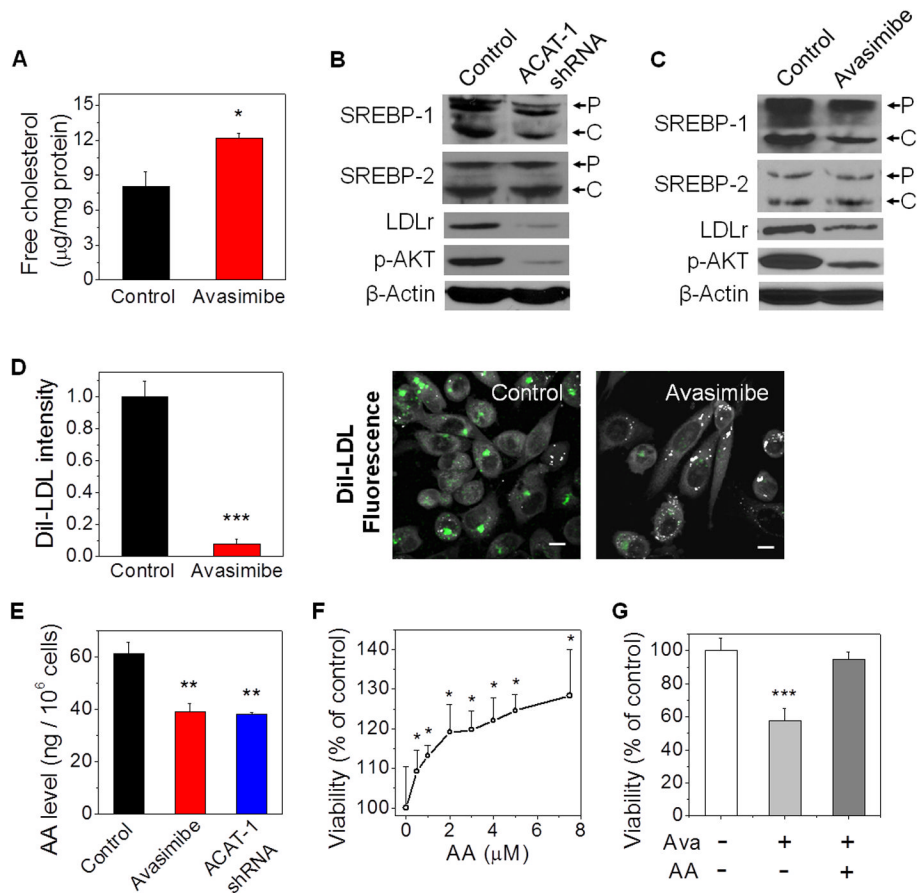 A
Free cholesterol
(µg/mg protein)
15
12
9
6
3
0
*
Control
Avasimibe
B
Control
ACAT-1
shRNA
SREBP-1
P
C
SREBP-2
P
C
LDLr
p-AKT
β-Actin
C
Control
Avasimibe
SREBP-1
P
C
SREBP-2
P
C
LDLr
p-AKT
β-Actin
D
DiI-LDL intensity
1.0
0.8
0.6
0.4
0.2
0.0
***
Control
Avasimibe
DiI-LDL
Fluorescence
Control
Avasimibe
E
AA level (ng / 10⁶ cells)
60
40
20
0
**
**
Control
Avasimibe
ACAT-1
shRNA
F
Viability (% of control)
140
130
120
110
100
* * * * * * *
0 2 4 6 8
AA (µM)
G
Viability (% of control)
100
80
60
40
20
0
***
Ava - + +
AA - - +